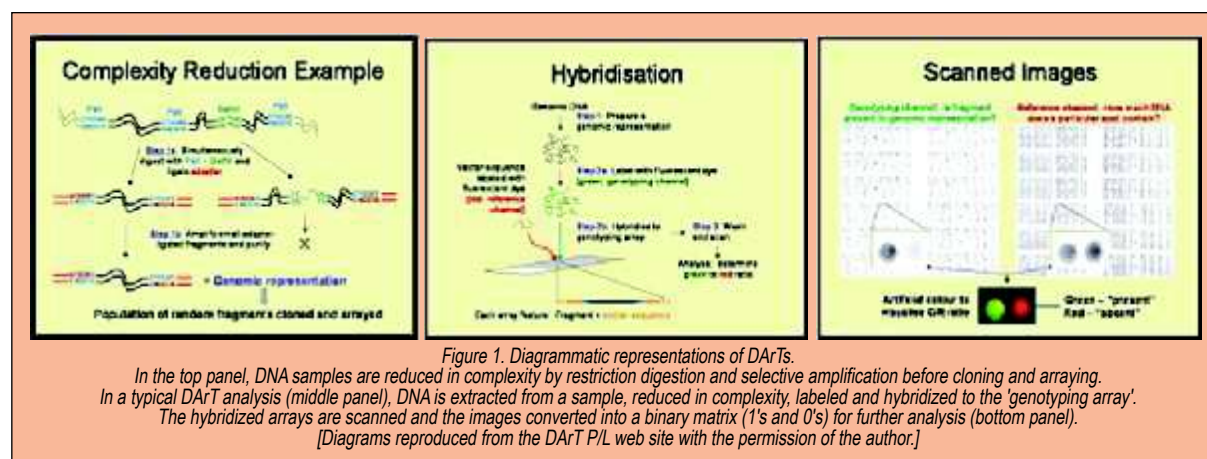 Complexity Reduction Example
Step 1a Simultaneously
digest with PstI - and
ligate adaptor
Step 1b Amplify small adaptor
ligated fragments and purify
X
= Genomic representation
Population of random fragments cloned and arrayed
Hybridisation
Genomic DNA
Step 1 Prepare a
genomic representation
Vector sequence
labelled with
fluorescent dye
[red reference
channel]
Step 2a Label with fluorescent dye
[green genotyping channel]
Step 2b Hybridise to
genotyping array
Step 3 Wash
and scan
Analysis Determine
green to red ratio
Each array feature Fragment + vector sequence
Scanned Images
Genotyping channel is fragment
present in genomic representation?
Reference channel how much DNA
does a particular spot contain?
Artificial colour to
visualise G/R ratio
Green – "present"
Red – "absent"
Figure 1. Diagrammatic representations of DArTs.
In the top panel, DNA samples are reduced in complexity by restriction digestion and selective amplification before cloning and arraying.
In a typical DArT analysis (middle panel), DNA is extracted from a sample, reduced in complexity, labeled and hybridized to the 'genotyping array'.
The hybridized arrays are scanned and the images converted into a binary matrix (1's and 0's) for further analysis (bottom panel).
[Diagrams reproduced from the DArT P/L web site with the permission of the author.]